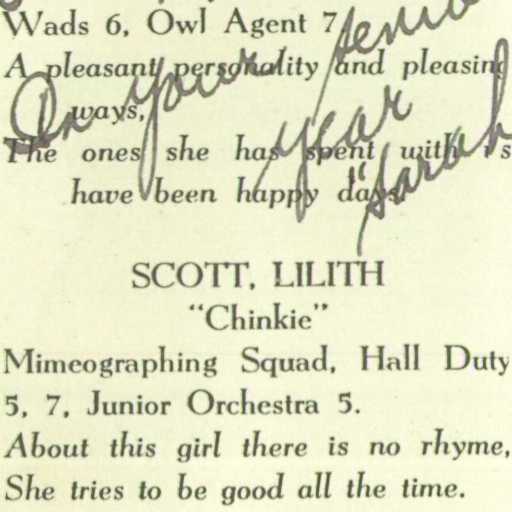 Wads 6, Owl Agent 7
A pleasant personality and pleasing
ways,
The ones she has spent with us
have been happy days.
In your senior
year
"Sarah
SCOTT, LILITH
"Chinkie"
Mimeographing Squad, Hall Duty
5, 7, Junior Orchestra 5.
About this girl there is no rhyme,
She tries to be good all the time.